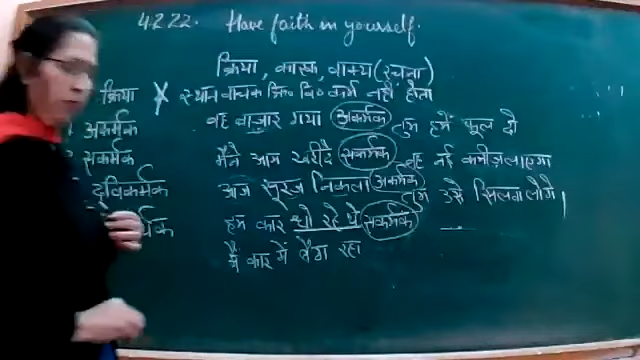 4.2.22. Have faith in yourself.
क्रिया, कारक, वाच्य (रचना)
क्रिया X स्थान वाचक क्रि० वि० कर्म नहीं होता
अकर्मक वह बाज़ार गया अकर्मक तुम हमें फूल दो
सकर्मक मैंने आम खरीदे सकर्मक वह नई कमीज़ लाएगा
द्विकर्मक आज सूरज निकला अकर्मक तुम उसे खिलवा लोगे।
र्थक हम कार धो रहे थे सकर्मक
मैं कार में बैग रहा